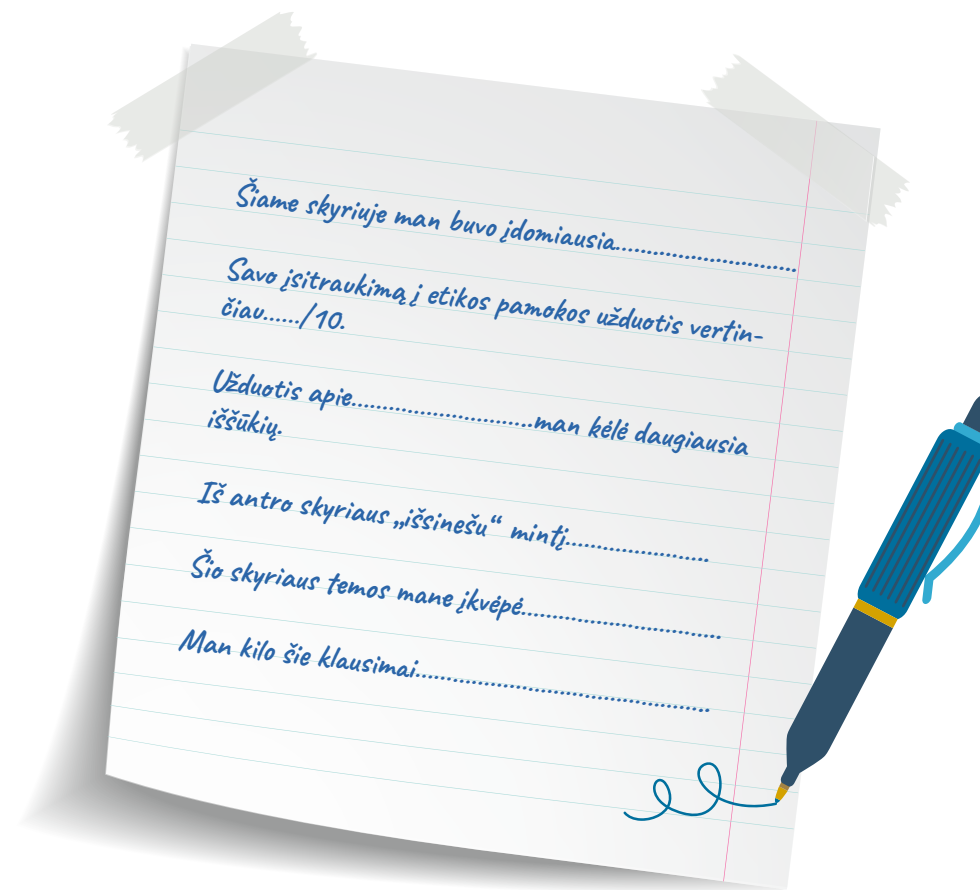 Šiame skyriuje man buvo įdomiausia..............................
Savo įsitraukimą į etikos pamokos užduotis vertin-
čiau....../10.
Užduotis apie..............................man kėlė daugiausia
iššūkių.
Iš antro skyriaus „išsinešu“ mintį........................
Šio skyriaus temos mane įkvėpė.................................
Man kilo šie klausimai.................................................